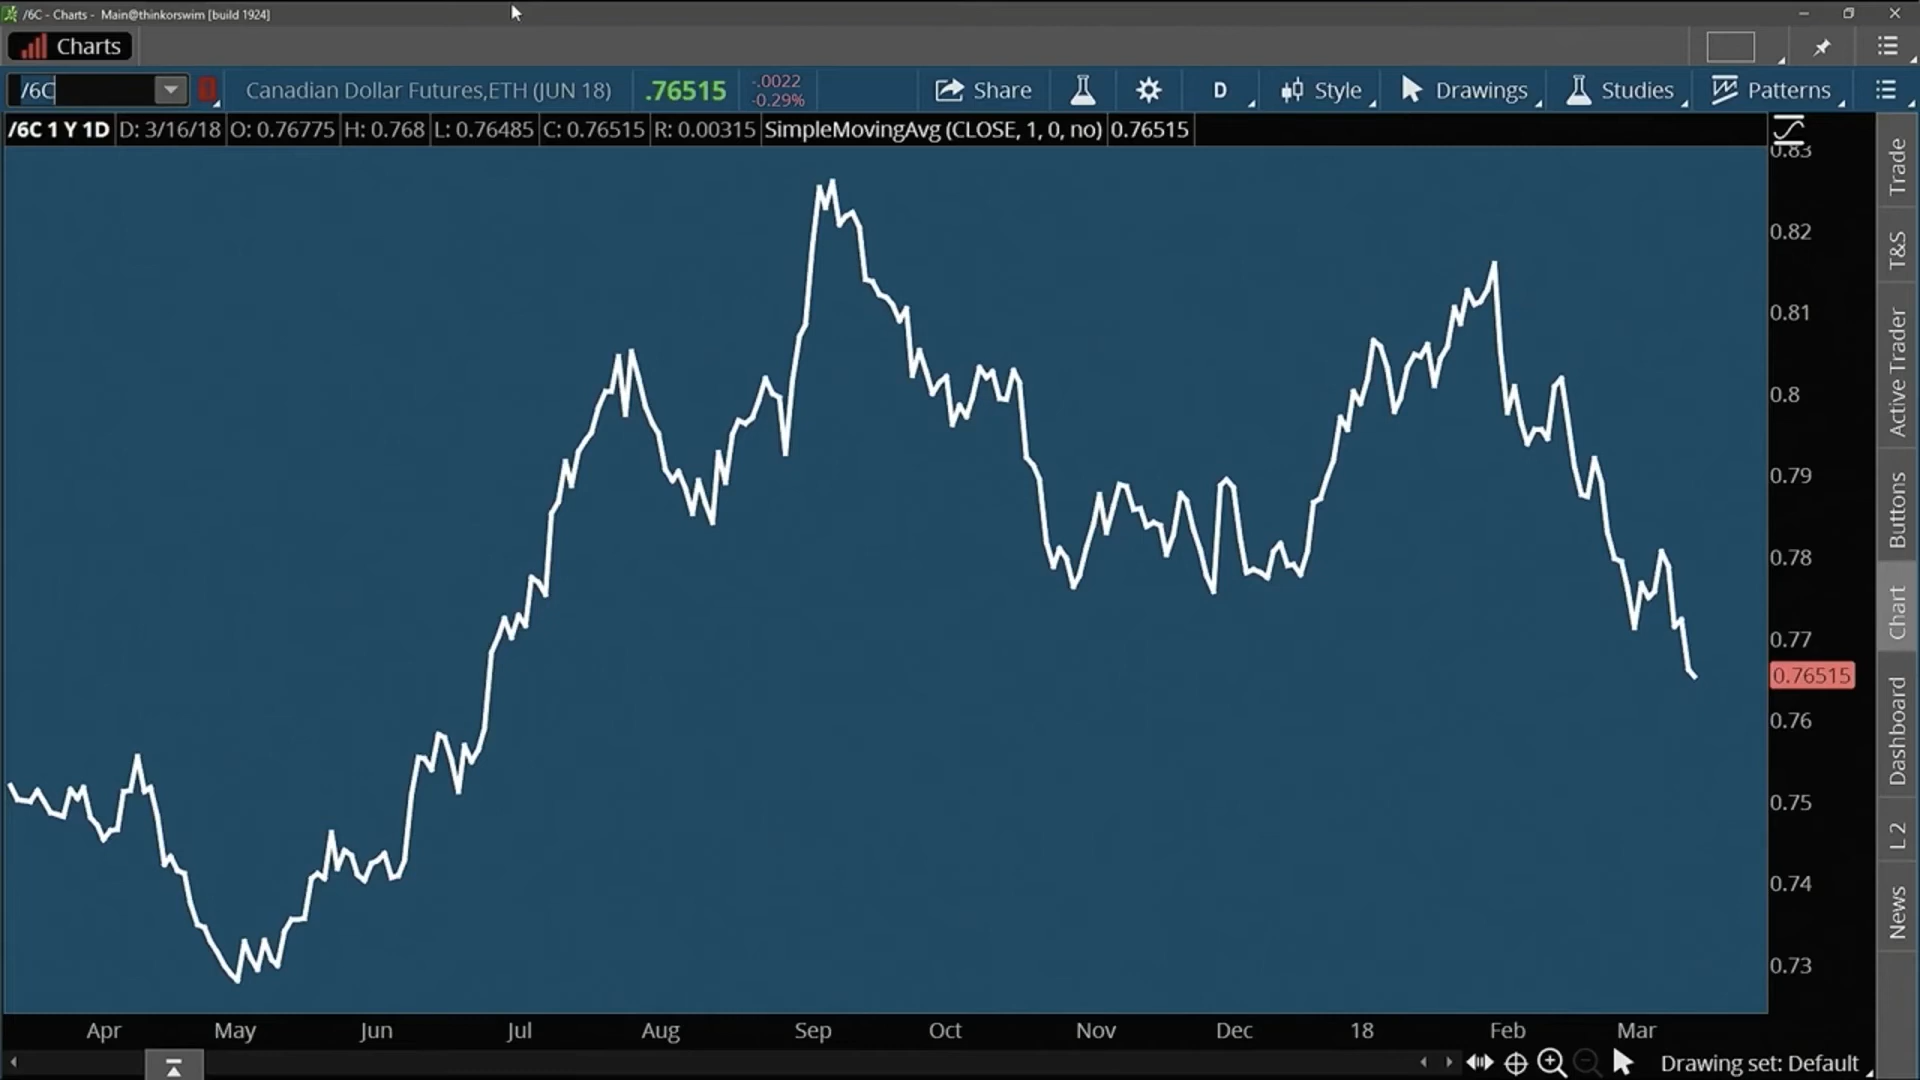 /6C - Charts - Main@thinkorswim [build 1924]
Charts
/6C Canadian Dollar Futures,ETH (JUN 18) .76515 -.0022 -0.29% Share D Style Drawings Studies Patterns
/6C 1 Y 1D D: 3/16/18 O: 0.76775 H: 0.768 L: 0.76485 C: 0.76515 R: 0.00315 SimpleMovingAvg (CLOSE, 1, 0, no) 0.76515
0.83
0.82
0.81
0.8
0.79
0.78
0.77
0.76515
0.76
0.75
0.74
0.73
Trade
T&S
Active Trader
Buttons
Chart
Dashboard
L 2
News
Apr May Jun Jul Aug Sep Oct Nov Dec 18 Feb Mar
Drawing set: Default